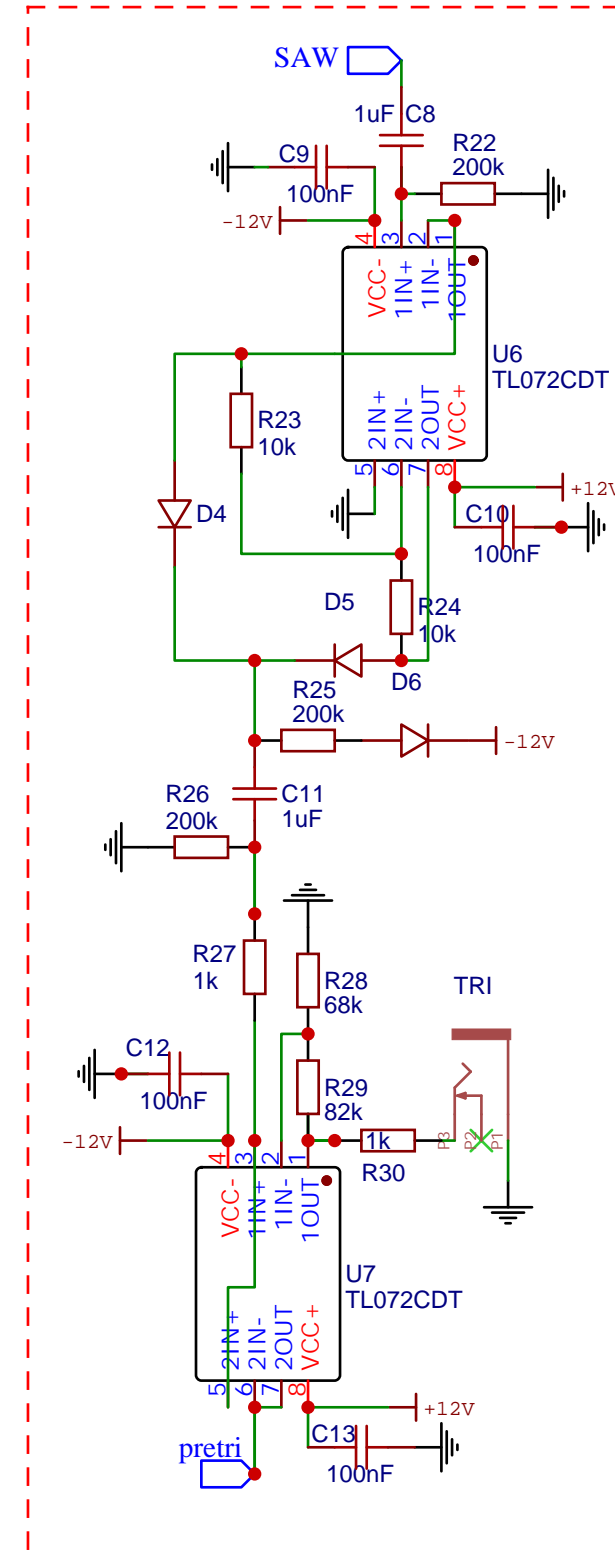 SAW
1uF C8
C9
100nF
R22
200k
-12V
4 3 2 1
VCC-
1IN+
1IN-
1OUT
U6
TL072CDT
2IN+
2IN-
2OUT
VCC+
5 6 7 8
R23
10k
+12V
C10
100nF
D4
D5
R24
10k
D6
R25
200k
-12V
C11
1uF
R26
200k
R27
1k
R28
68k
TRI
C12
100nF
R29
82k
-12V
1k
R30
P3
P2
P1
4 3 2 1
VCC-
1IN+
1IN-
1OUT
U7
TL072CDT
2IN+
2IN-
2OUT
VCC+
5 6 7 8
+12V
C13
100nF
pretri